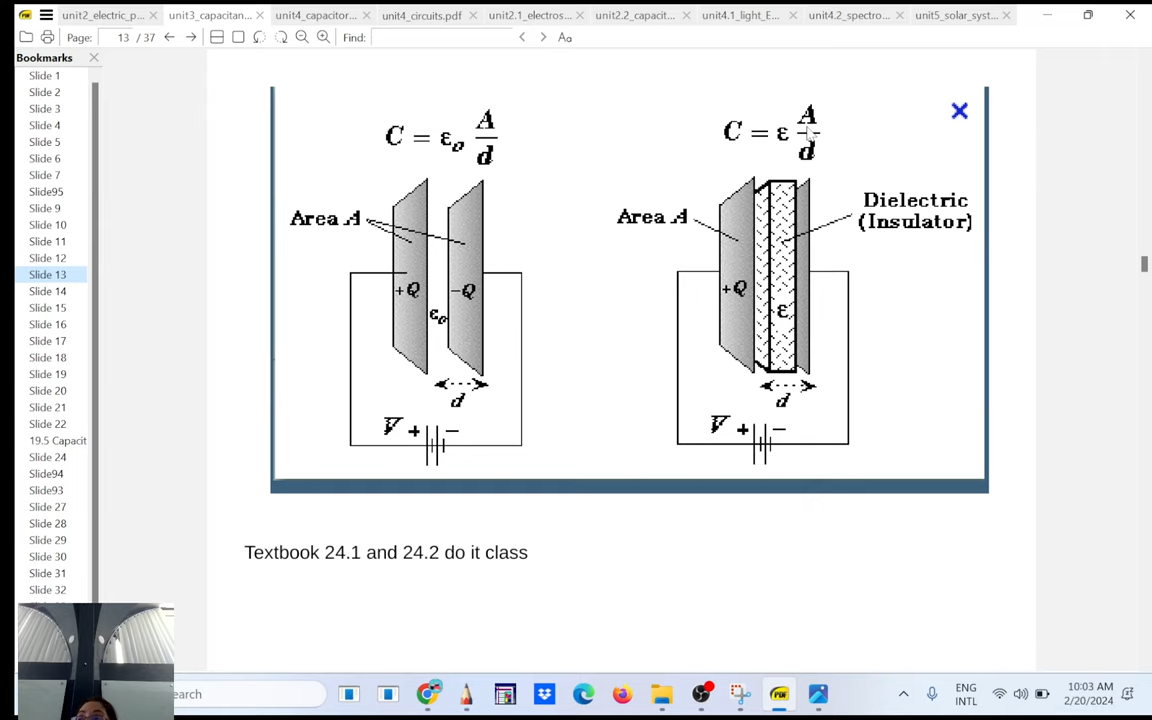 unit2_electric_p...
unit3_capacitan...
unit4_capacitor...
unit4_circuits.pdf
unit2.1_electros...
unit2.2_capacit...
unit4.1_light_E...
unit4.2_spectro...
unit5_solar_syst...
Page: 13 / 37
Find:
Aa
Bookmarks
Slide 1
Slide 2
Slide 3
Slide 4
Slide 5
Slide 6
Slide 7
Slide95
Slide 9
Slide 10
Slide 11
Slide 12
Slide 13
Slide 14
Slide 15
Slide 16
Slide 17
Slide 18
Slide 19
Slide 20
Slide 21
Slide 22
19.5 Capacit
Slide 24
Slide94
Slide93
Slide 27
Slide 28
Slide 29
Slide 30
Slide 31
Slide 32
C = ε₀ A/d
Area A
+Q
-Q
ε₀
d
V + -
C = ε A/d
Area A
Dielectric
(Insulator)
+Q
ε
d
V + -
Textbook 24.1 and 24.2 do it class
earch
PDF
ENG
INTL
10:03 AM
2/20/2024